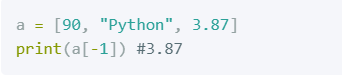 a = [90, "Python", 3.87]
print(a[-1]) #3.87